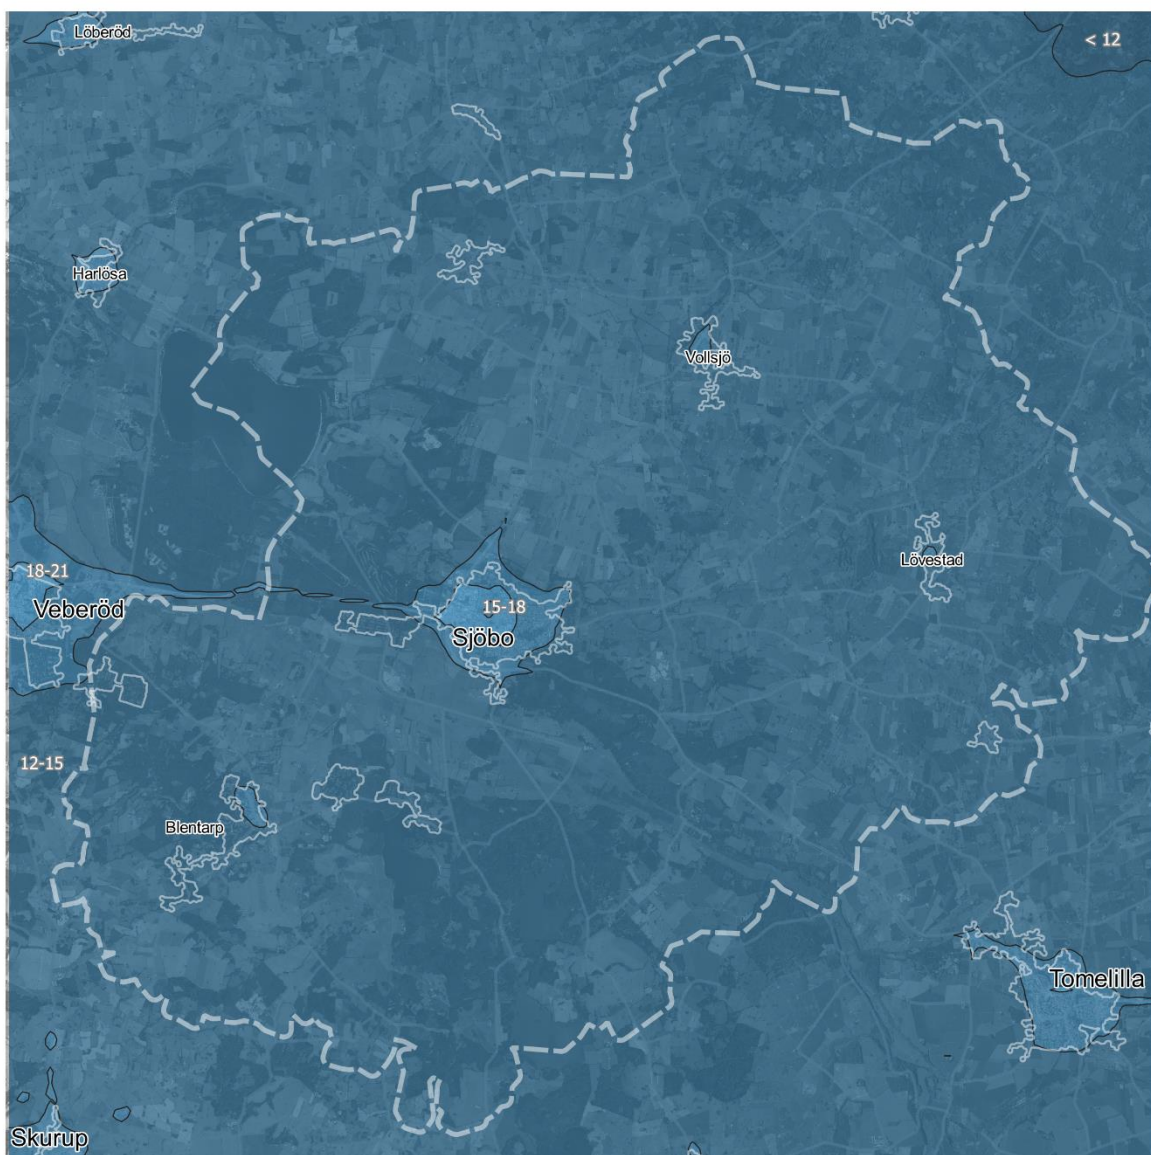 Löberöd
< 12
Harlösa
Vollsjö
Lövestad
18-21
Veberöd
15-18
Sjöbo
12-15
Blentarp
Tomelilla
Skurup